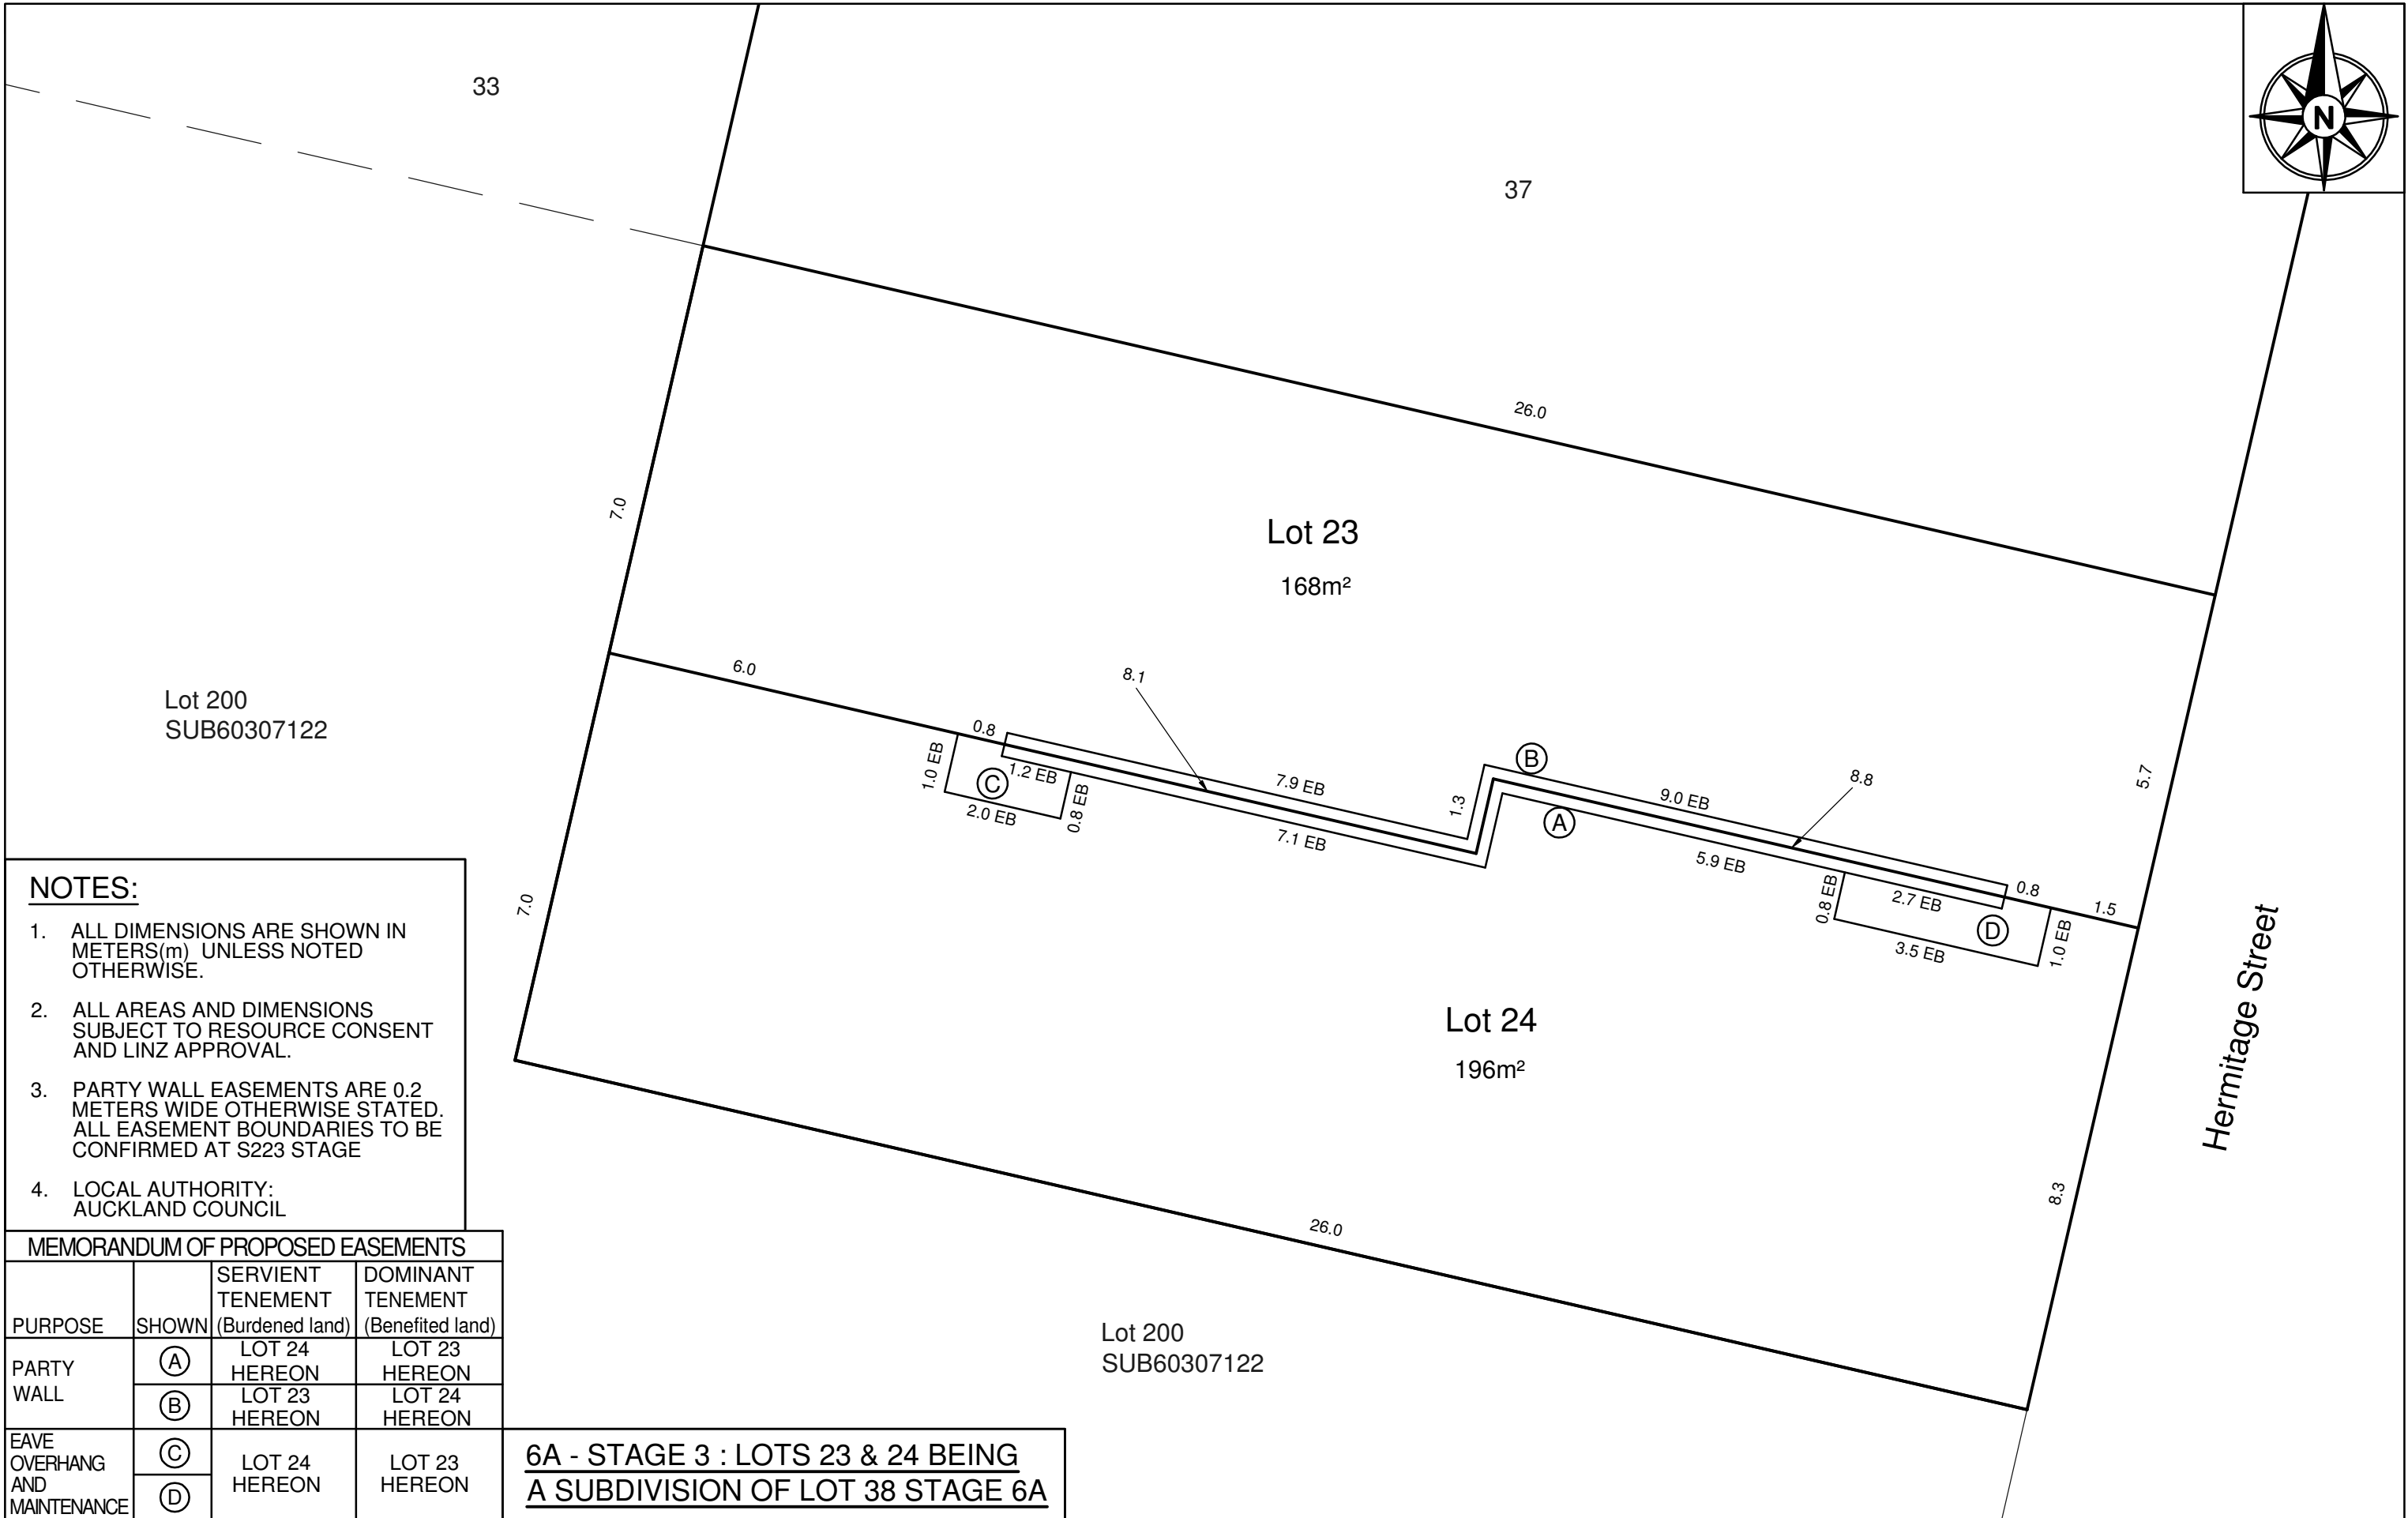 33
37
N
26.0
7.0
Lot 23
168m²
6.0
8.1
Lot 200
SUB60307122
0.8
1.0 EB
C
1.2 EB
2.0 EB
0.8 EB
7.9 EB
7.1 EB
1.3
B
A
9.0 EB
8.8
5.7
5.9 EB
0.8 EB
2.7 EB
0.8
1.5
D
3.5 EB
1.0 EB
7.0
Lot 24
196m²
Hermitage Street
8.3
26.0
Lot 200
SUB60307122
NOTES:
1. ALL DIMENSIONS ARE SHOWN IN
METERS(m) UNLESS NOTED
OTHERWISE.
2. ALL AREAS AND DIMENSIONS
SUBJECT TO RESOURCE CONSENT
AND LINZ APPROVAL.
3. PARTY WALL EASEMENTS ARE 0.2
METERS WIDE OTHERWISE STATED.
ALL EASEMENT BOUNDARIES TO BE
CONFIRMED AT S223 STAGE
4. LOCAL AUTHORITY:
AUCKLAND COUNCIL
MEMORANDUM OF PROPOSED EASEMENTS
PURPOSE
SHOWN
SERVIENT
TENEMENT
(Burdened land)
DOMINANT
TENEMENT
(Benefited land)
PARTY
WALL
A
LOT 24
HEREON
LOT 23
HEREON
B
LOT 23
HEREON
LOT 24
HEREON
EAVE
OVERHANG
AND
MAINTENANCE
C
D
LOT 24
HEREON
LOT 23
HEREON
6A - STAGE 3 : LOTS 23 & 24 BEING
A SUBDIVISION OF LOT 38 STAGE 6A